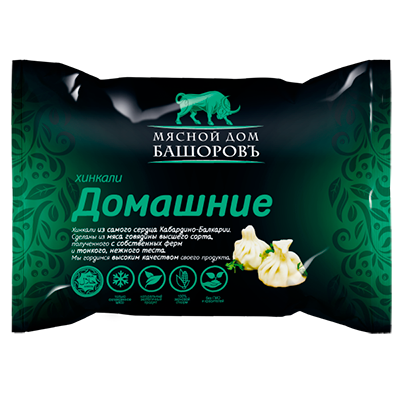 МЯСНОЙ ДОМ
БАШОРОВЪ
ХИНКАЛИ
Домашние
Хинкали из самого сердца Кабардино-Балкарии.
Сделаны из мяса говядины высшего сорта,
полученного с собственных ферм
и тонкого, нежного теста.
Мы гордимся высоким качеством своего продукта.